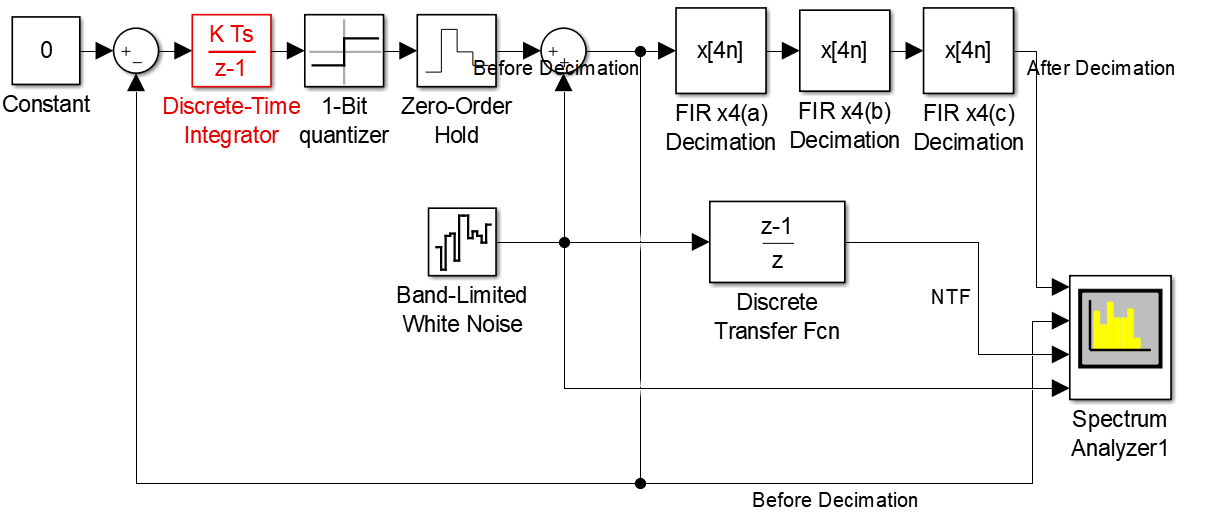 0
Constant
+
−
K Ts
z-1
Discrete-Time
Integrator
1-Bit
quantizer
Zero-Order
Hold
+
+
Before Decimation
x[4n]
FIR x4(a)
Decimation
x[4n]
FIR x4(b)
Decimation
x[4n]
FIR x4(c)
Decimation
After Decimation
Band-Limited
White Noise
z-1
z
Discrete
Transfer Fcn
NTF
Spectrum
Analyzer1
Before Decimation